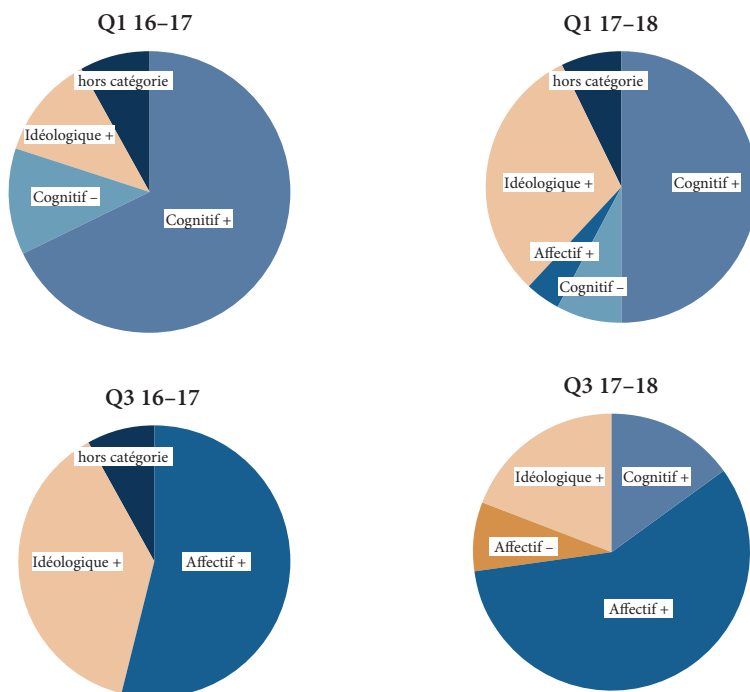 Q1 16–17
hors catégorie
Idéologique +
Cognitif –
Cognitif +
Q1 17–18
hors catégorie
Idéologique +
Cognitif +
Affectif +
Cognitif –
Q3 16–17
hors catégorie
Idéologique +
Affectif +
Q3 17–18
Idéologique +
Cognitif +
Affectif –
Affectif +